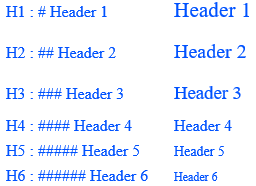 H1 : # Header 1 Header 1
H2 : ## Header 2 Header 2
H3 : ### Header 3 Header 3
H4 : #### Header 4 Header 4
H5 : ##### Header 5 Header 5
H6 : ###### Header 6 Header 6